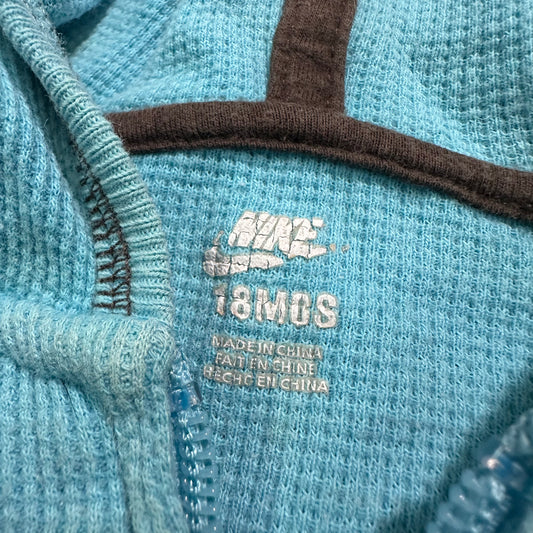 NIKE
18MOS
MADE IN CHINA
FAIT EN CHINE
HECHO EN CHINA